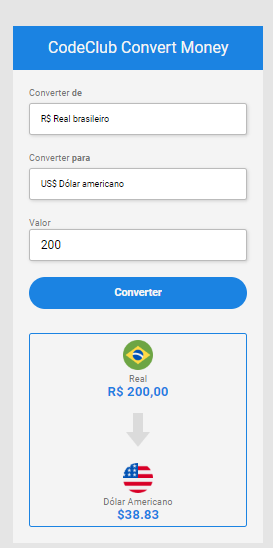 CodeClub Convert Money
Converter de
R$ Real brasileiro
Converter para
US$ Dólar americano
Valor
200
Converter
Real
R$ 200,00
Dólar Americano
$38.83